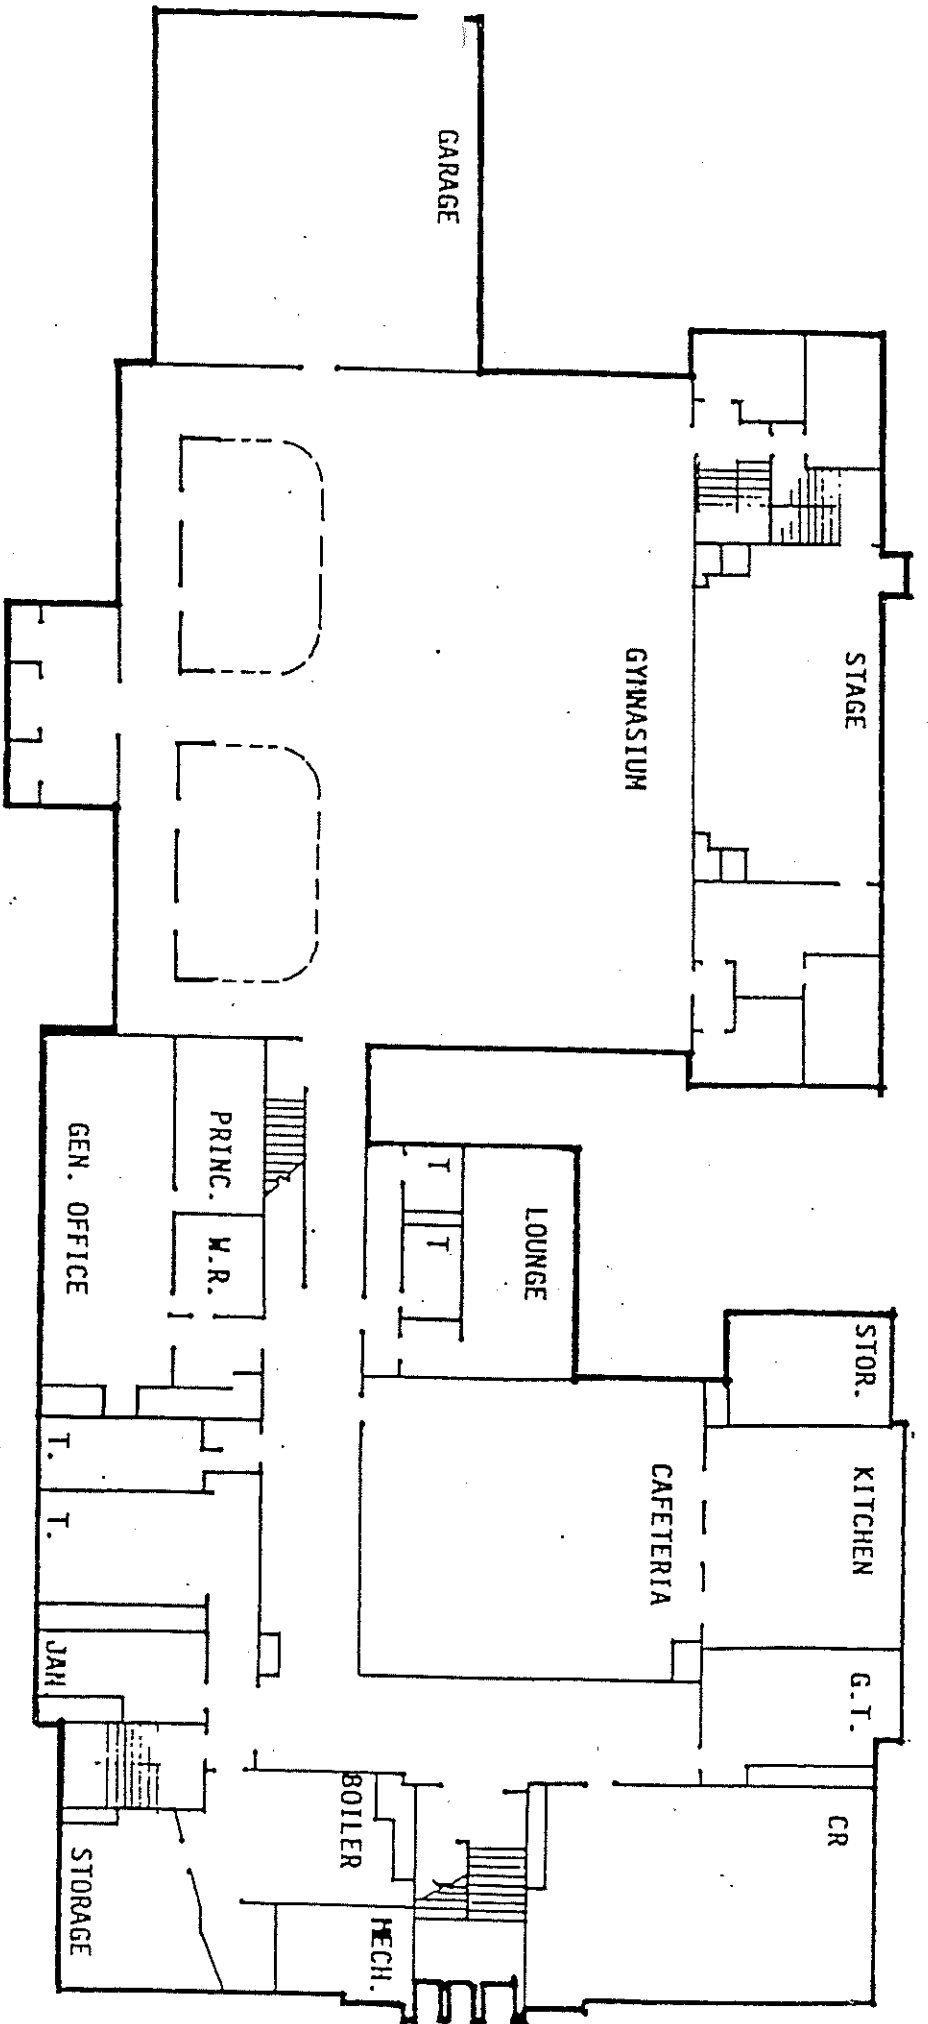 GARAGE
STAGE
GYMNASIUM
GEN. OFFICE
PRINC.
W.R.
T
T
LOUNGE
STOR.
KITCHEN
CAFETERIA
T.
T.
JAN
G.T.
CR
BOILER
MECH.
STORAGE